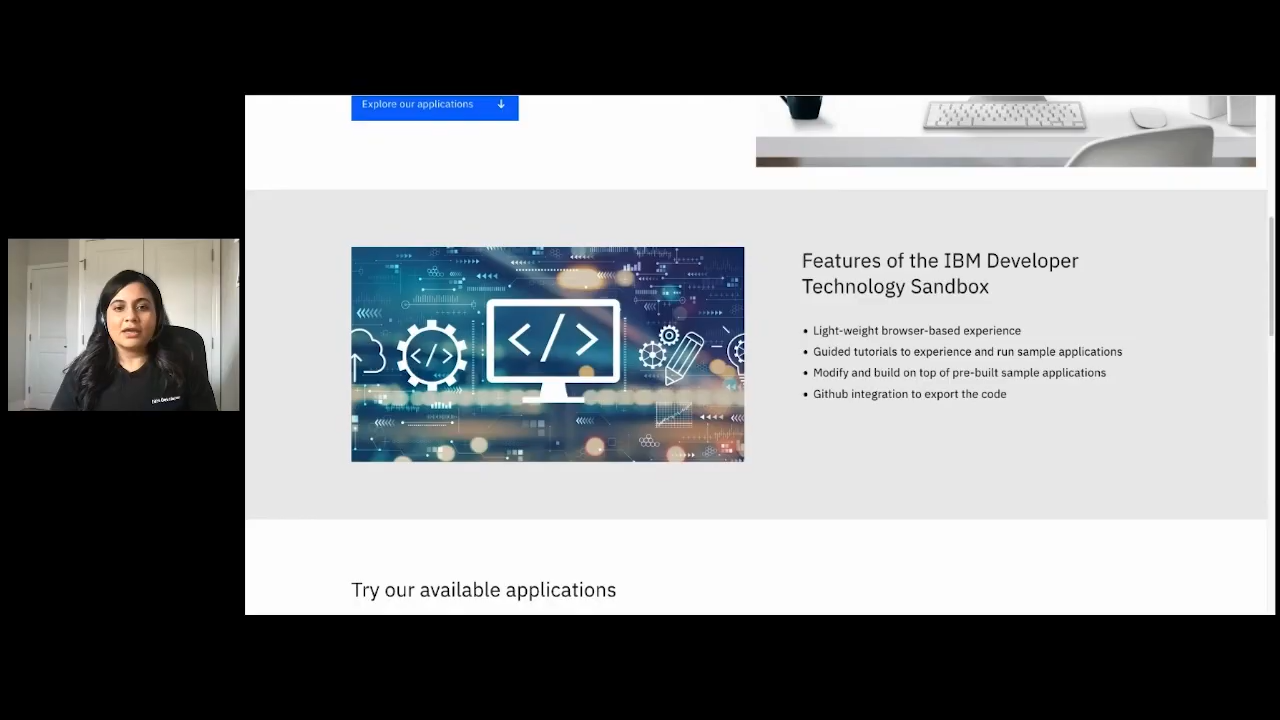 Explore our applications
Features of the IBM Developer
Technology Sandbox
• Light-weight browser-based experience
• Guided tutorials to experience and run sample applications
• Modify and build on top of pre-built sample applications
• Github integration to export the code
Try our available applications